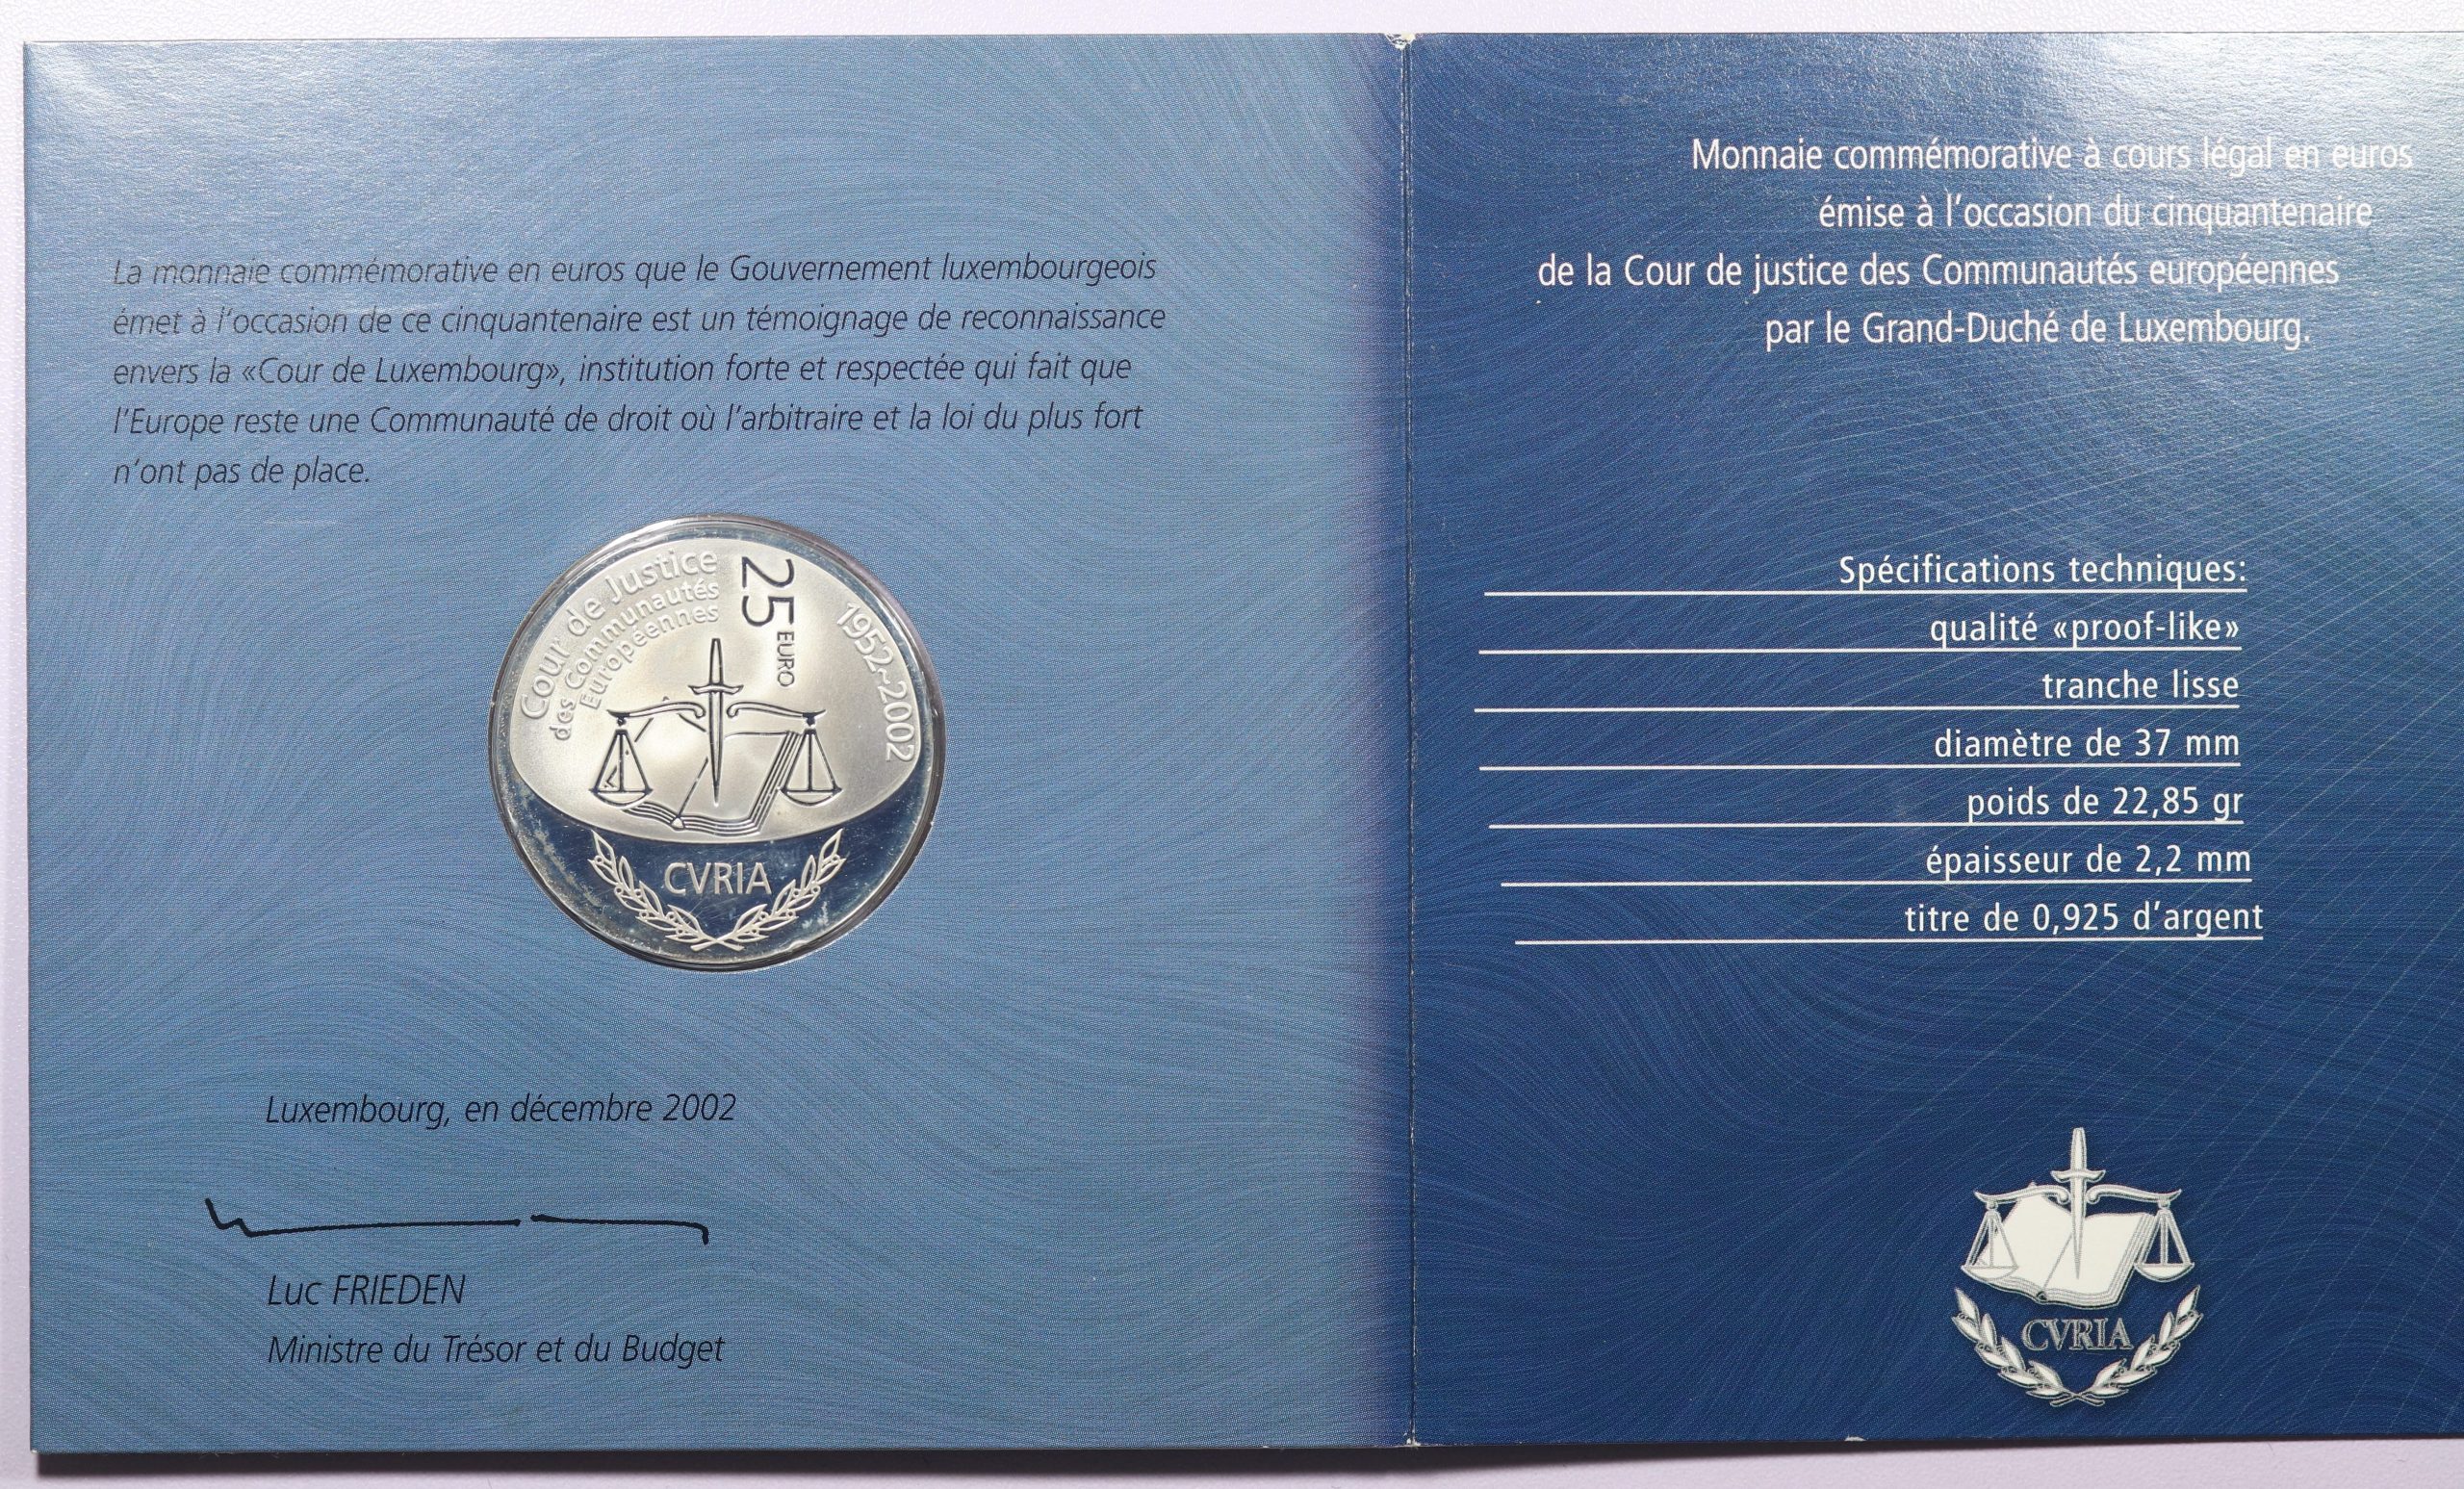 La monnaie commémorative en euros que le Gouvernement luxembourgeois
émet à l'occasion de ce cinquantenaire est un témoignage de reconnaissance
envers la «Cour de Luxembourg», institution forte et respectée qui fait que
l'Europe reste une Communauté de droit où l'arbitraire et la loi du plus fort
n'ont pas de place.
Cour de Justice
des Communautés
Européennes
25 EURO
1952~2002
CVRIA
Luxembourg, en décembre 2002
Luc FRIEDEN
Ministre du Trésor et du Budget
Monnaie commémorative à cours légal en euros
émise à l'occasion du cinquantenaire
de la Cour de justice des Communautés européennes
par le Grand-Duché de Luxembourg.
Spécifications techniques:
qualité «proof-like»
tranche lisse
diamètre de 37 mm
poids de 22,85 gr
épaisseur de 2,2 mm
titre de 0,925 d'argent
CVRIA